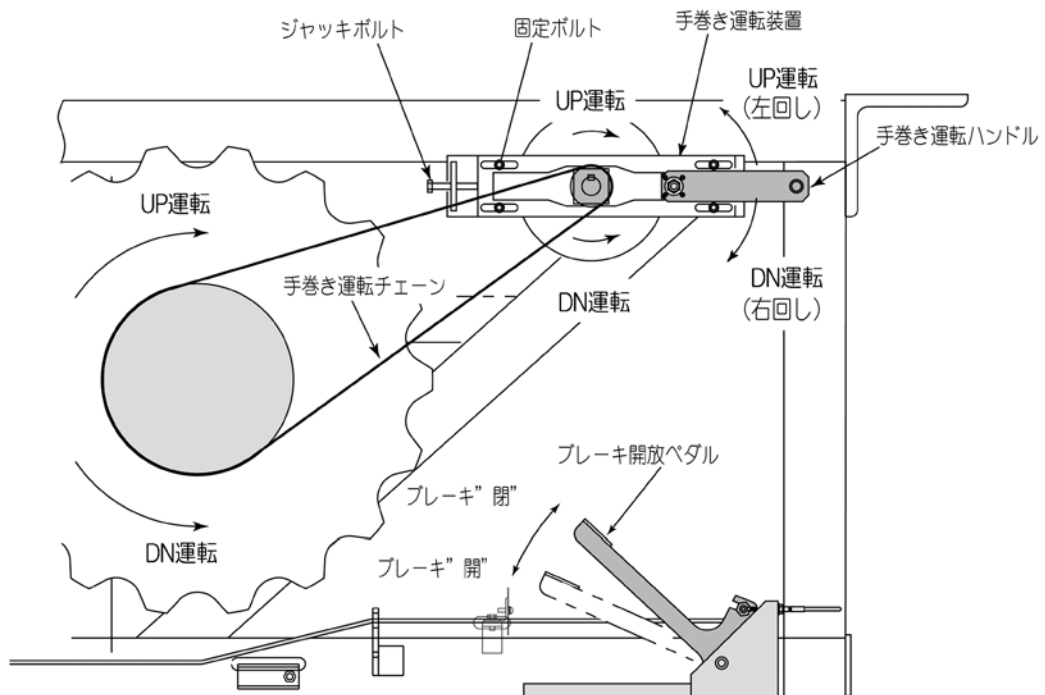 ジャッキボルト
固定ボルト
手巻き運転装置
UP運転
UP運転
(左回し)
手巻き運転ハンドル
UP運転
手巻き運転チェーン
DN運転
DN運転
(右回し)
ブレーキ開放ペダル
ブレーキ”閉”
DN運転
ブレーキ”開”